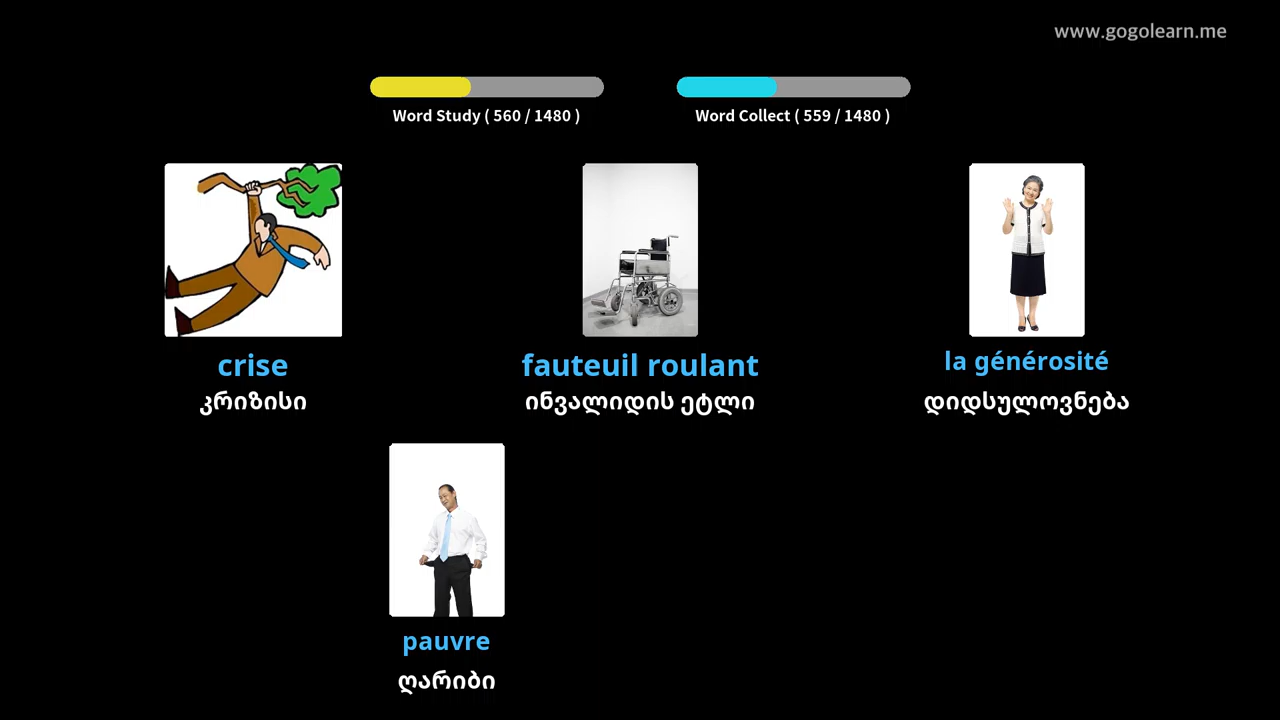 www.gogolearn.me
Word Study ( 560 / 1480 )
Word Collect ( 559 / 1480 )
crise
კრიზისი
fauteuil roulant
ინვალიდის ეტლი
la générosité
დიდსულოვნება
pauvre
ღარიბი